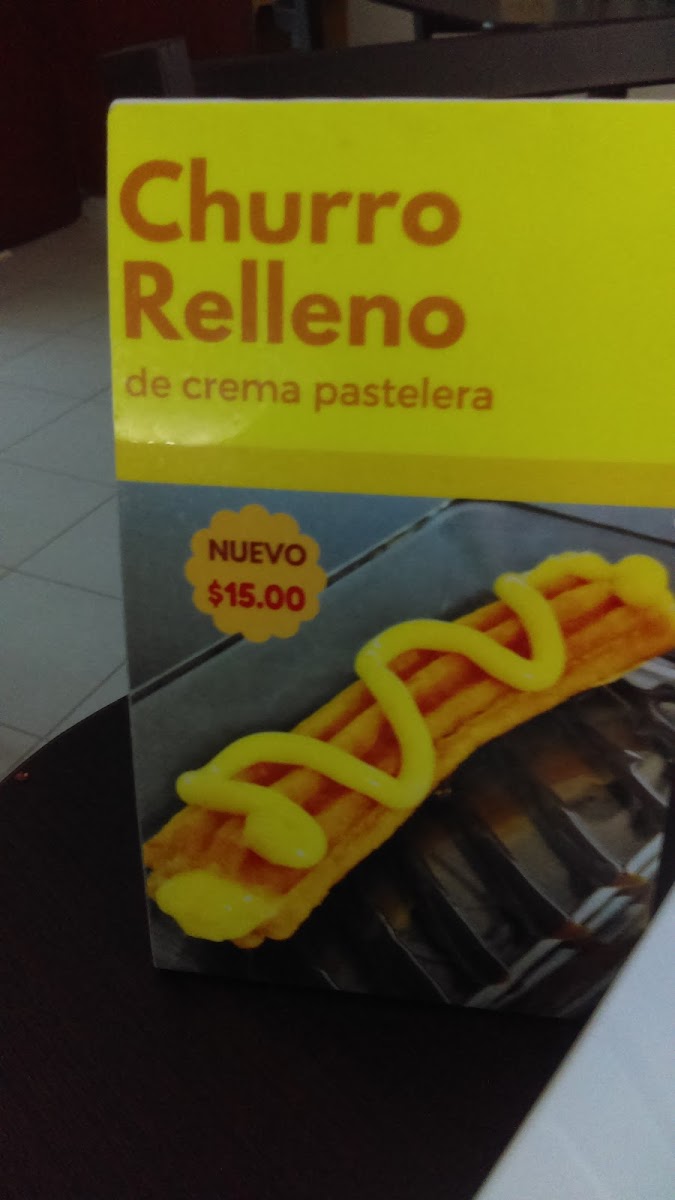 Churro
Relleno
de crema pastelera
NUEVO
$15.00